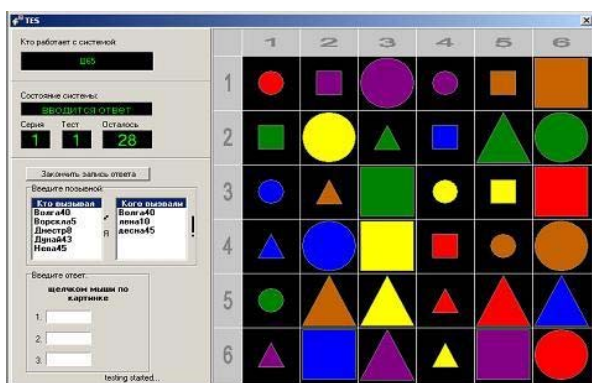 TES
Кто работает с системой
Ц65
Состояние системы:
ВВОДИТСЯ ОТВЕТ
Серия Тест Осталось
1 1 28
Закончить запись ответа
Введите позывной:
Кто вызывал Кого вызвали
Волга40 Волга40
Ворскла5 лена10
Днестр8 десна45
Дунай43
Нева45
Я !
Введите ответ:
щелчком мыши по
картинке
1.
2.
3.
testing started...
1 2 3 4 5 6
1
2
3
4
5
6